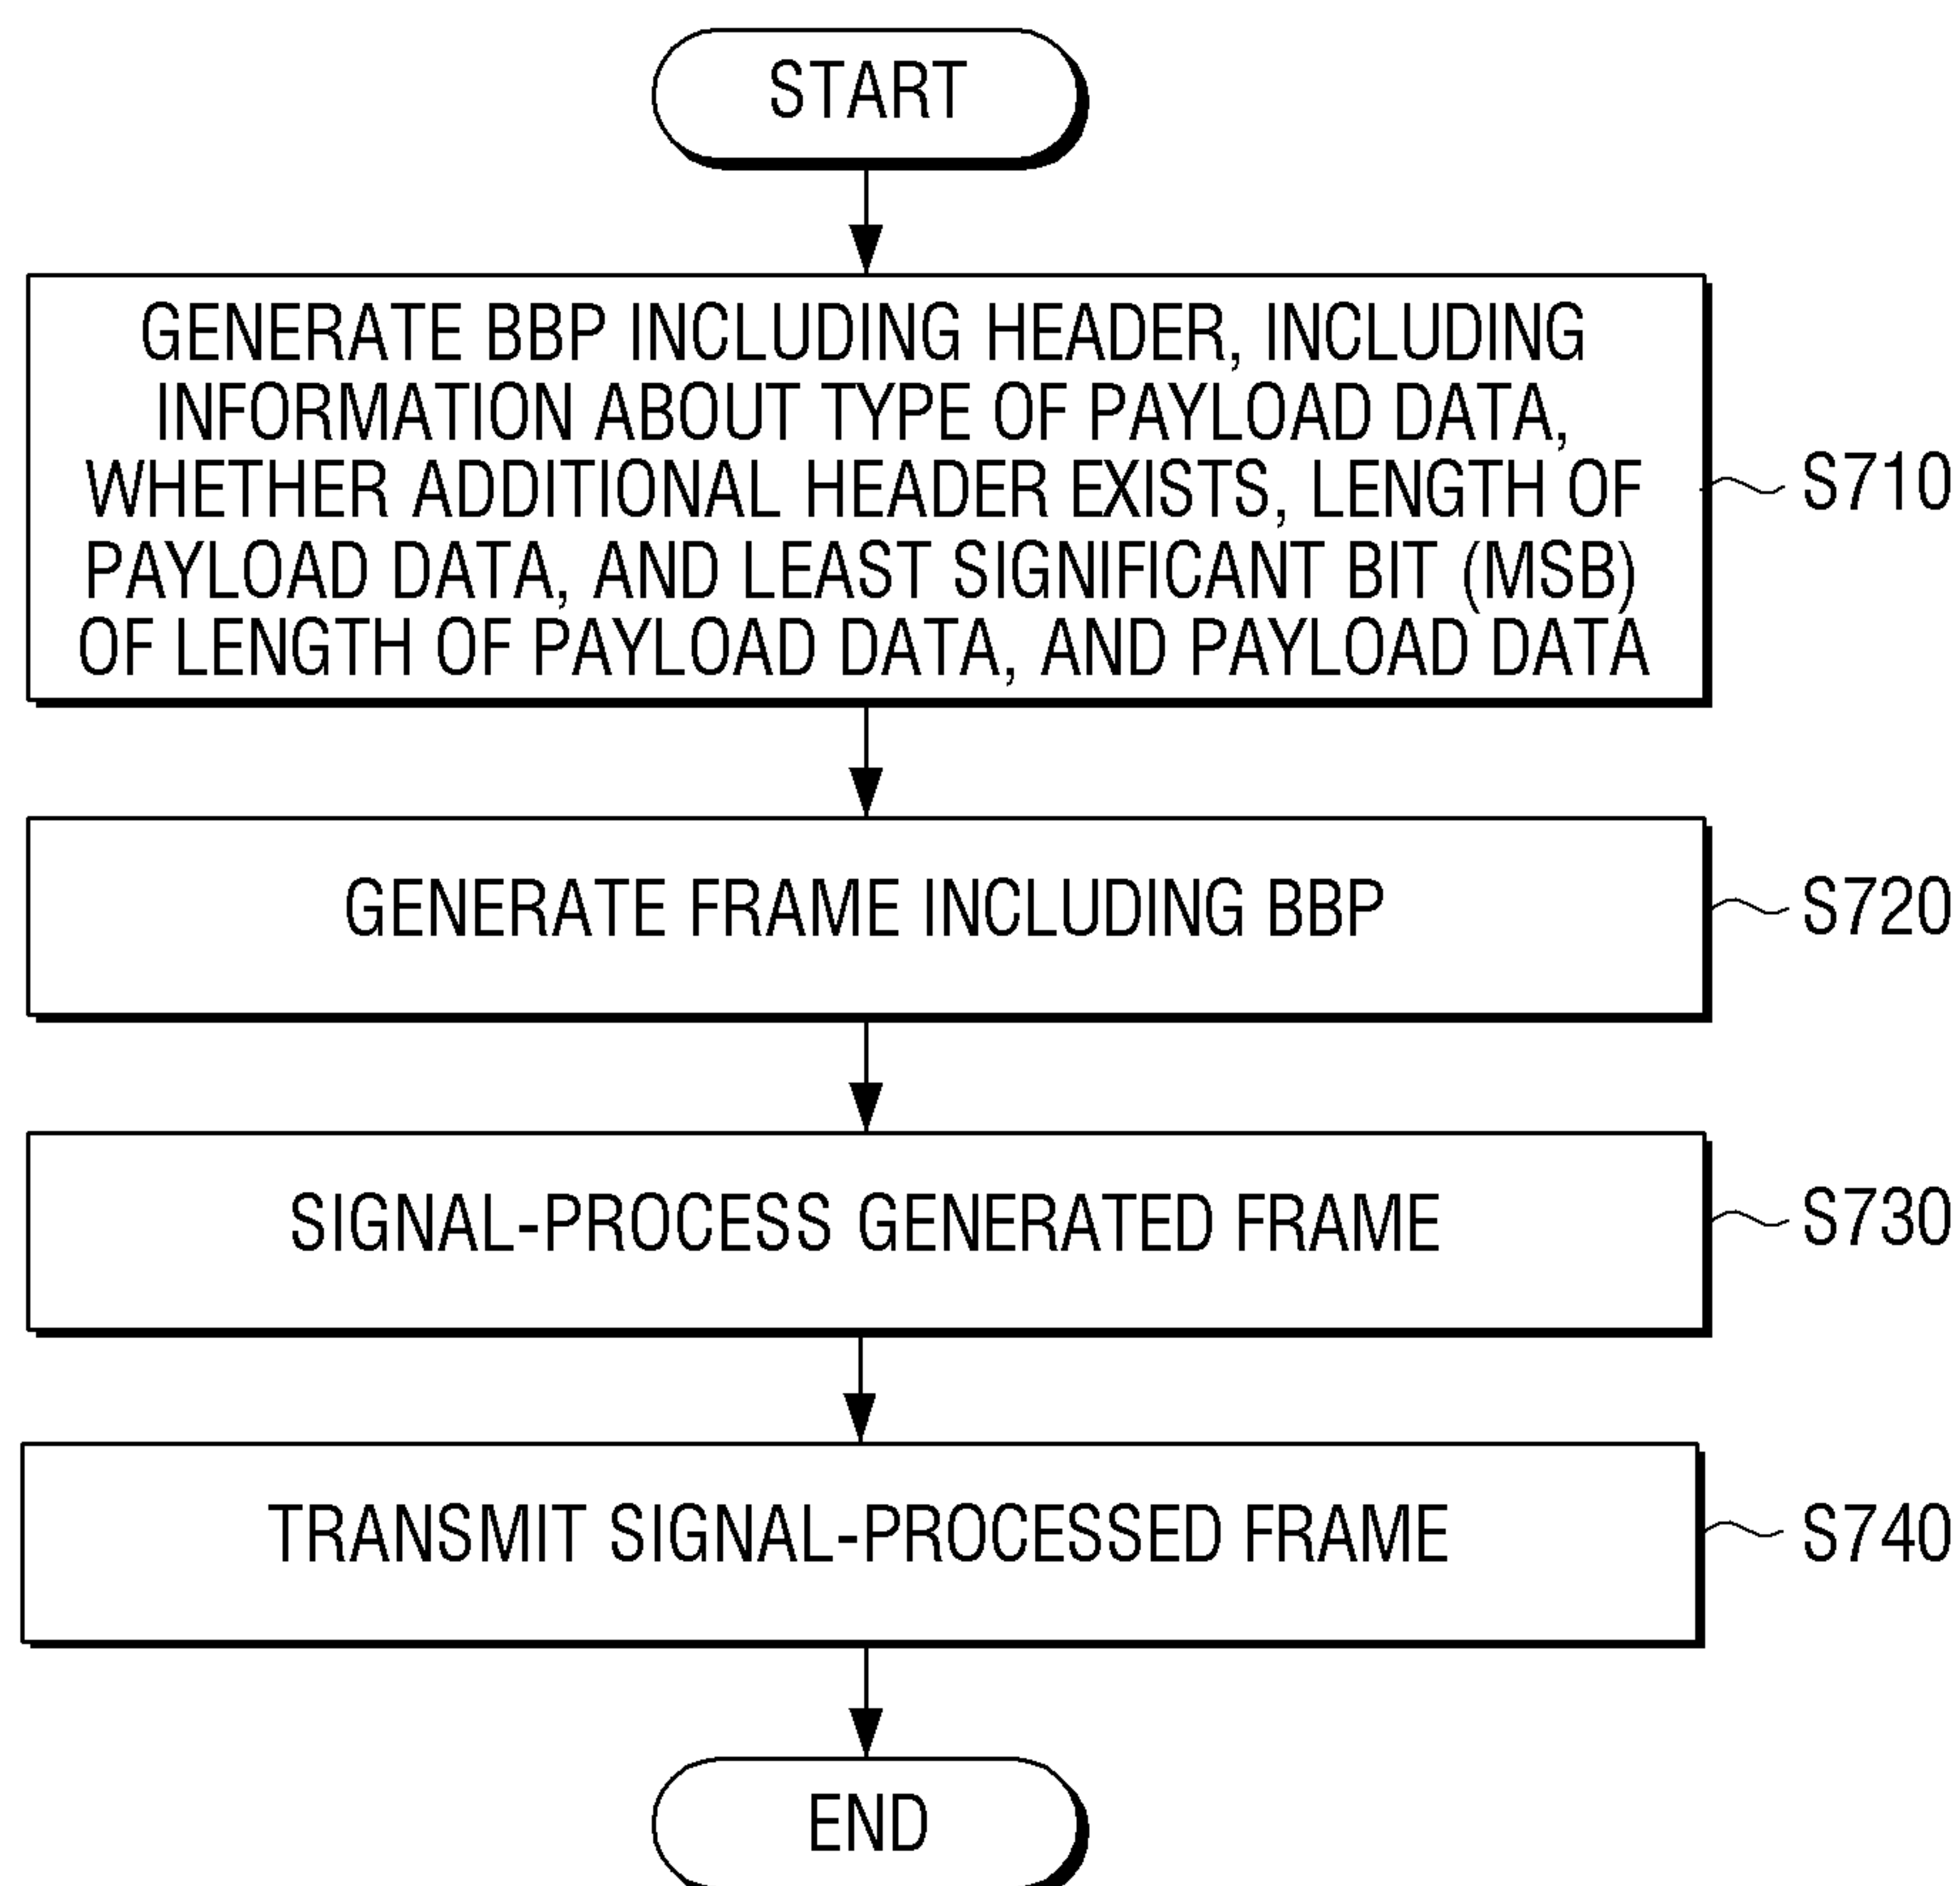 START
GENERATE BBP INCLUDING HEADER, INCLUDING
INFORMATION ABOUT TYPE OF PAYLOAD DATA,
WHETHER ADDITIONAL HEADER EXISTS, LENGTH OF
PAYLOAD DATA, AND LEAST SIGNIFICANT BIT (MSB)
OF LENGTH OF PAYLOAD DATA, AND PAYLOAD DATA
S710
GENERATE FRAME INCLUDING BBP
S720
SIGNAL-PROCESS GENERATED FRAME
S730
TRANSMIT SIGNAL-PROCESSED FRAME
S740
END